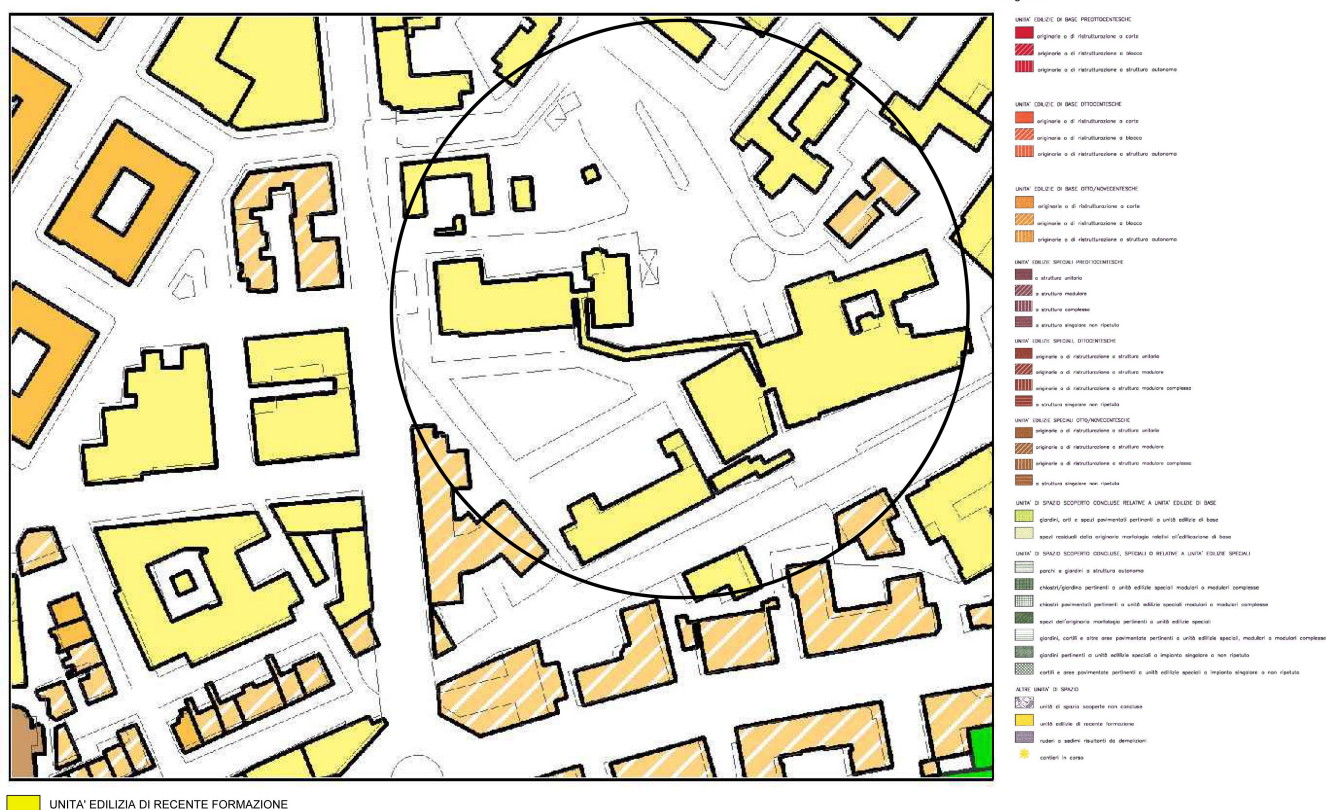 UNITA' EDILIZIE DI BASE PREOTTOCENTESCHE
originarie o di ristrutturazione a corte
originarie o di ristrutturazione a blocco
originarie o di ristrutturazione a struttura autonoma
UNITA' EDILIZIE DI BASE OTTOCENTESCHE
originarie o di ristrutturazione a corte
originarie o di ristrutturazione a blocco
originarie o di ristrutturazione a struttura autonoma
UNITA' EDILIZIE DI BASE OTTO/NOVECENTESCHE
originarie o di ristrutturazione a corte
originarie o di ristrutturazione a blocco
originarie o di ristrutturazione a struttura autonoma
UNITA' EDILIZIE SPECIALI PREOTTOCENTESCHE
a struttura unitaria
a struttura modulare
a struttura complessa
a struttura singolare non ripetuta
UNITA' EDILIZIE SPECIALI, OTTOCENTESCHE
originarie o di ristrutturazione a struttura unitaria
originarie o di ristrutturazione a struttura modulare
originarie o di ristrutturazione a struttura modulare complessa
a struttura singolare non ripetuta
UNITA' EDILIZIE SPECIALI OTTO/NOVECENTESCHE
originarie o di ristrutturazione a struttura unitaria
originarie o di ristrutturazione a struttura modulare
originarie o di ristrutturazione a struttura modulare complessa
a struttura singolare non ripetuta
UNITA' DI SPAZIO SCOPERTO CONCLUSE RELATIVE A UNITA' EDILIZIE DI BASE
giardini, orti e spazi pavimentati pertinenti a unità edilizie di base
spazi residuali della originaria morfologia relativi all'edificazione di base
UNITA' DI SPAZIO SCOPERTO CONCLUSE, SPECIALI O RELATIVE A UNITA' EDILIZIE SPECIALI
parchi e giardini a struttura autonoma
chiostri/giardino pertinenti a unità edilizie speciali modulari o modulari complesse
chiostri pavimentati pertinenti a unità edilizie speciali modulari o modulari complesse
spazi dell'originaria morfologia pertinenti a unità edilizie speciali
giardini, cortili e altre aree pavimentate pertinenti a unità edilizie speciali, modulari o modulari complesse
giardini pertinenti a unità edilizie speciali a impianto singolare o non ripetuto
cortili e aree pavimentate pertinenti a unità edilizie speciali a impianto singolare o non ripetuto
ALTRE UNITA' DI SPAZIO
unità di spazio scoperte non concluse
unità edilizie di recente formazione
ruderi o sedimi risultanti da demolizioni
cantieri in corso
UNITA' EDILIZIA DI RECENTE FORMAZIONE